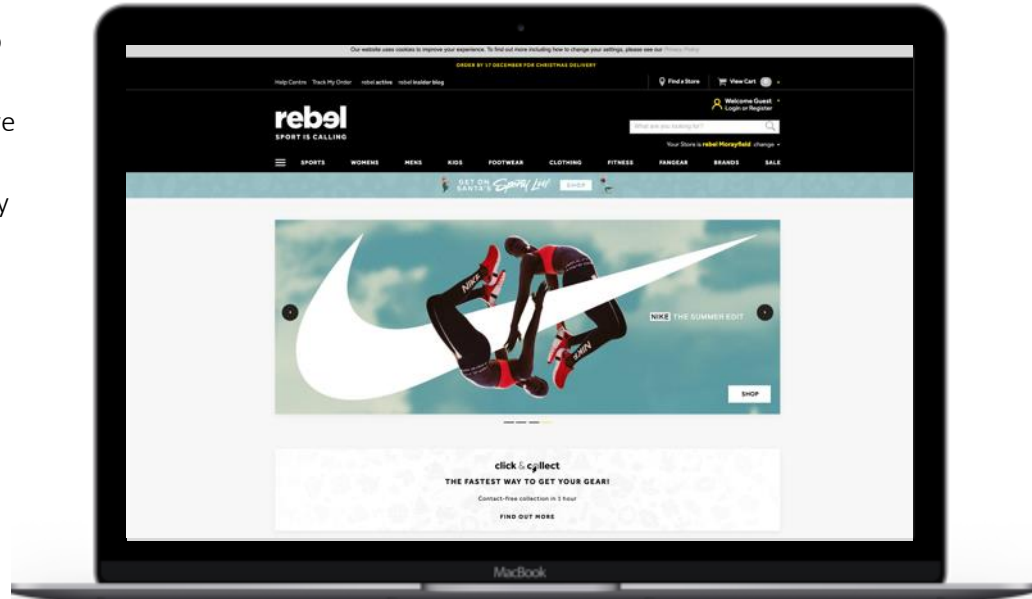 Our website uses cookies to improve your experience. To find out more including how to change your settings, please see our Privacy Policy
ORDER BY 17 DECEMBER FOR CHRISTMAS DELIVERY
Help Centre Track My Order rebel active rebel insider blog Find a Store View Cart 0
Welcome Guest
Login or Register
rebel
SPORT IS CALLING
What are you looking for?
Your Store is rebel Morayfield change
SPORTS WOMENS MENS KIDS FOOTWEAR CLOTHING FITNESS FANGEAR BRANDS SALE
GET ON SANTA'S Sporty List SHOP
NIKE
NIKE THE SUMMER EDIT
NIKE
SHOP
click & collect
THE FASTEST WAY TO GET YOUR GEAR!
Contact-free collection in 1 hour
FIND OUT MORE
MacBook